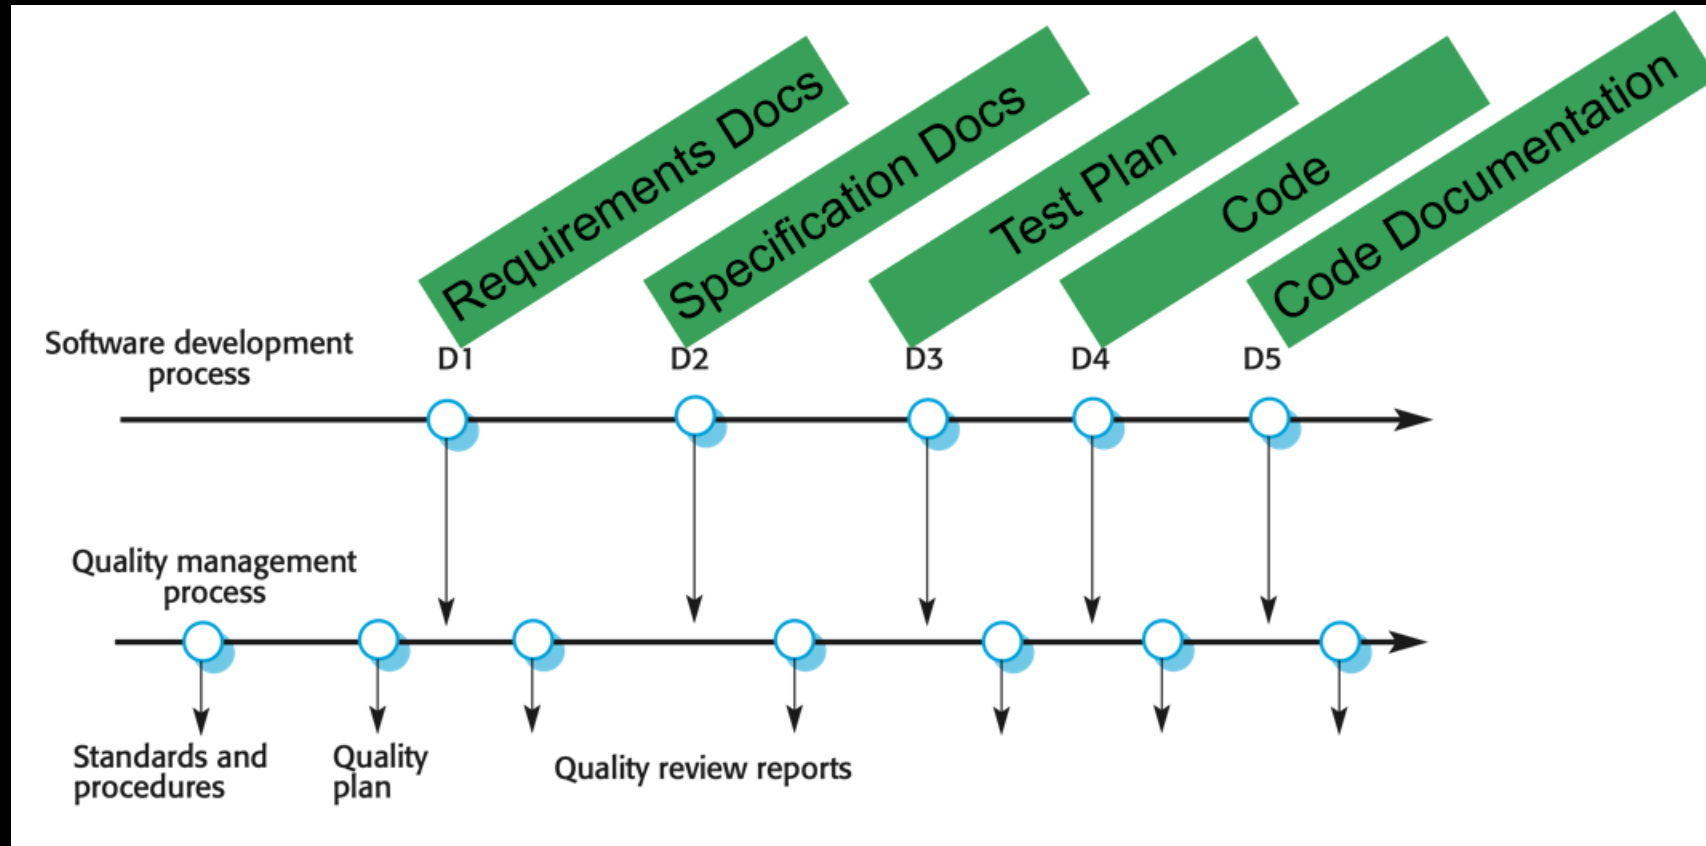 Requirements Docs
Specification Docs
Test Plan
Code
Code Documentation
Software development
process
D1
D2
D3
D4
D5
Quality management
process
Standards and
procedures
Quality
plan
Quality review reports